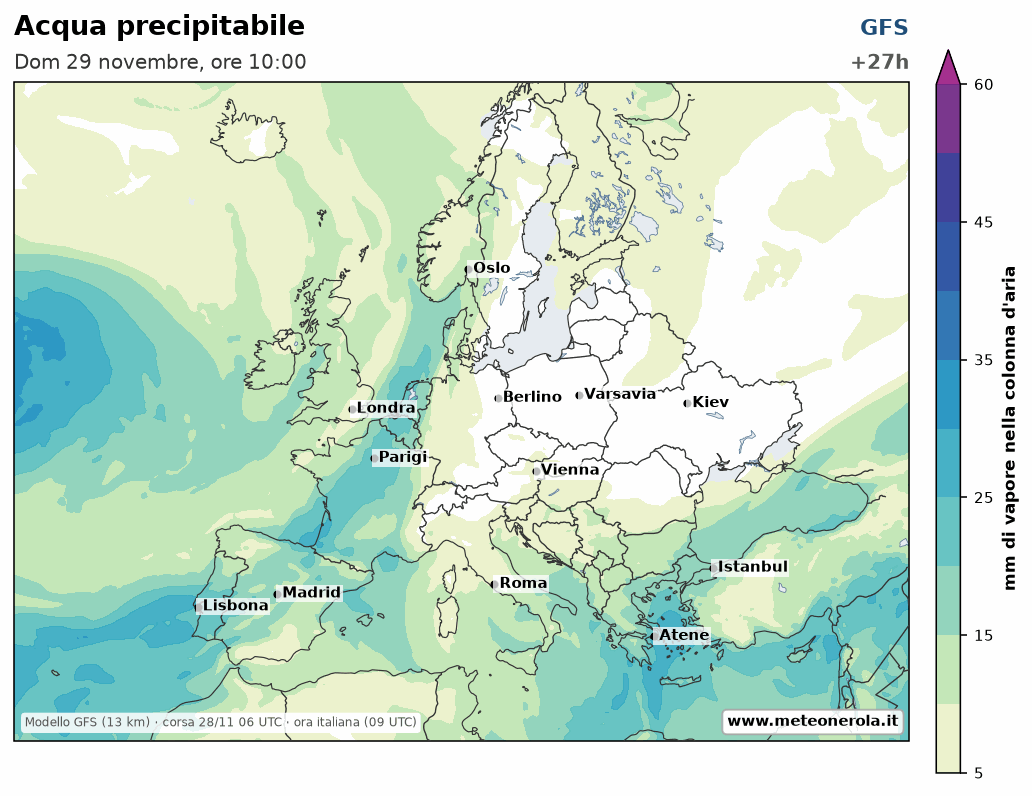 Acqua precipitabile
GFS
Dom 29 novembre, ore 10:00
+27h
60
45
35
25
15
5
mm di vapore nella colonna d'aria
Oslo
Berlino
Varsavia
Kiev
Londra
Parigi
Vienna
Istanbul
Roma
Madrid
Lisbona
Atene
Modello GFS (13 km) · corsa 28/11 06 UTC · ora italiana (09 UTC)
www.meteonerola.it